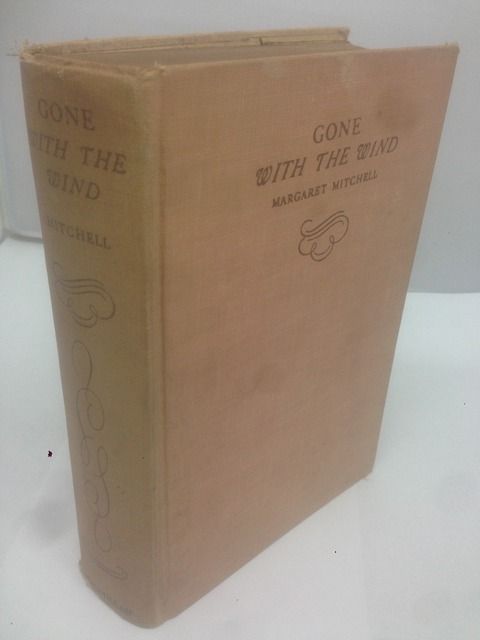 GONE
WITH THE
WIND
MITCHELL
GONE
WITH THE WIND
MARGARET MITCHELL